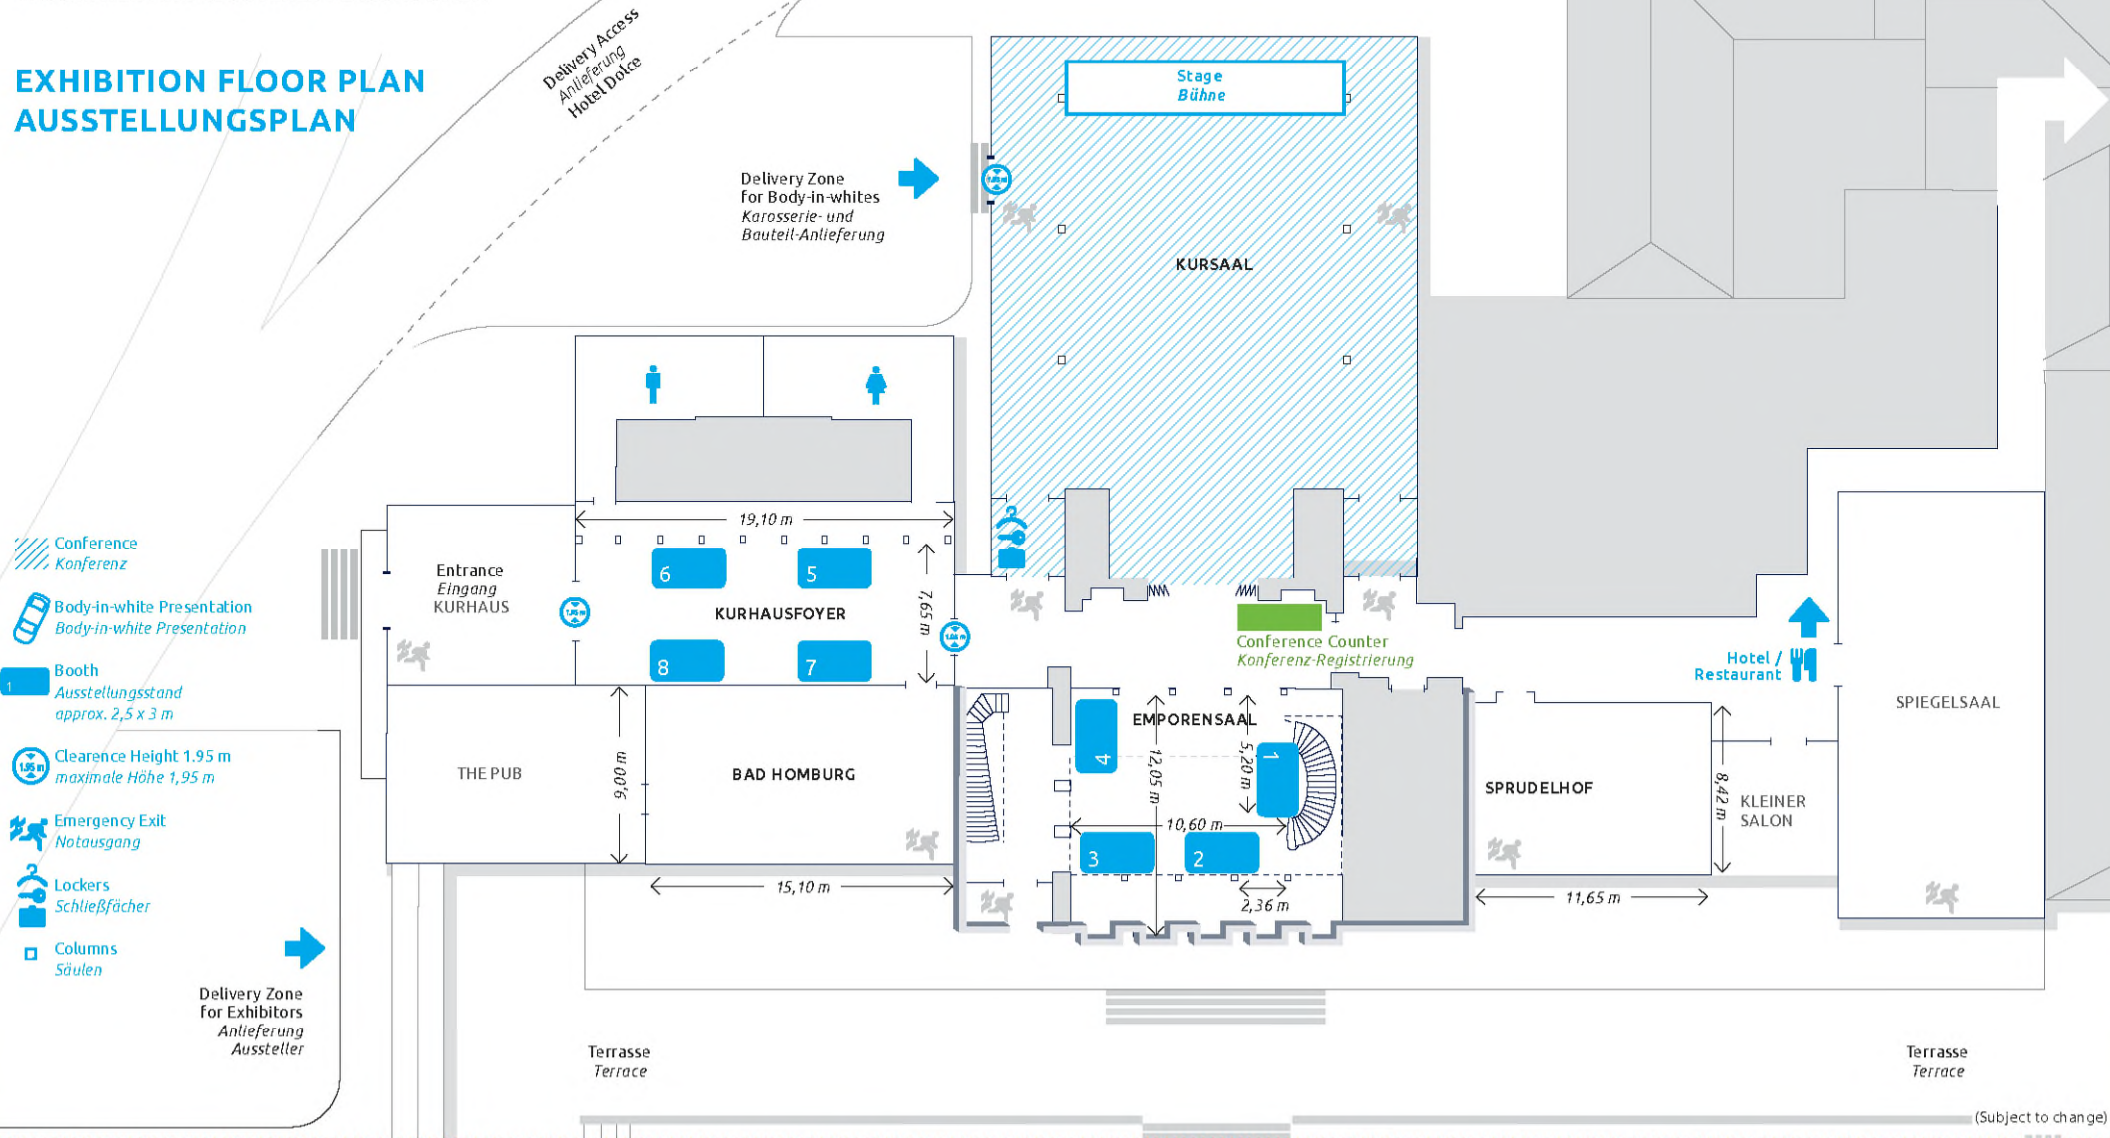 EXHIBITION FLOOR PLAN
AUSSTELLUNGSPLAN
Delivery Access
Anlieferung
Hotel Dolce
Stage
Bühne
Delivery Zone
for Body-in-whites
Karosserie- und
Bauteil-Anlieferung
KURSAAL
19,10 m
6
5
7,65 m
KURHAUSFOYER
8
7
Entrance
Eingang
KURHAUS
Conference
Konferenz
Body-in-white Presentation
Body-in-white Presentation
1
Booth
Ausstellungsstand
approx. 2,5 x 3 m
1.95 m
Clearence Height 1.95 m
maximale Höhe 1,95 m
Emergency Exit
Notausgang
Lockers
Schließfächer
Columns
Säulen
Delivery Zone
for Exhibitors
Anlieferung
Aussteller
THE PUB
9,00 m
BAD HOMBURG
15,10 m
Conference Counter
Konferenz-Registrierung
EMPORENSAAL
4
12,05 m
5,20 m
1
10,60 m
3
2
2,36 m
Hotel /
Restaurant
SPRUDELHOF
8,42 m
11,65 m
KLEINER
SALON
SPIEGELSAAL
Terrasse
Terrace
Terrasse
Terrace
(Subject to change)